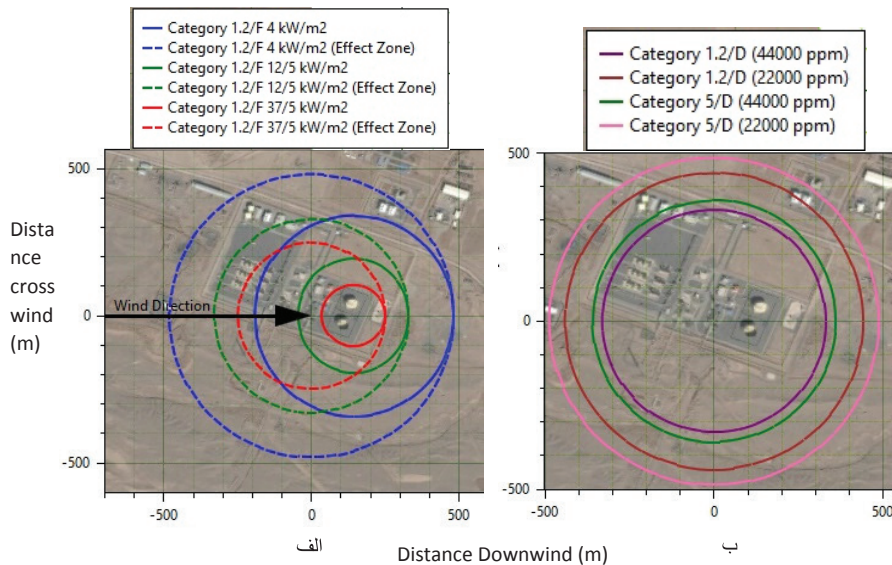 Category 1.2/F 4 kW/m2
Category 1.2/F 4 kW/m2 (Effect Zone)
Category 1.2/F 12/5 kW/m2
Category 1.2/F 12/5 kW/m2 (Effect Zone)
Category 1.2/F 37/5 kW/m2
Category 1.2/F 37/5 kW/m2 (Effect Zone)
500
0
-500
Dista
nce
cross
wind
(m)
Wind Direction
-500
0
500
الف
Category 1.2/D (44000 ppm)
Category 1.2/D (22000 ppm)
Category 5/D (44000 ppm)
Category 5/D (22000 ppm)
500
0
-500
-500
0
500
ب
Distance Downwind (m)